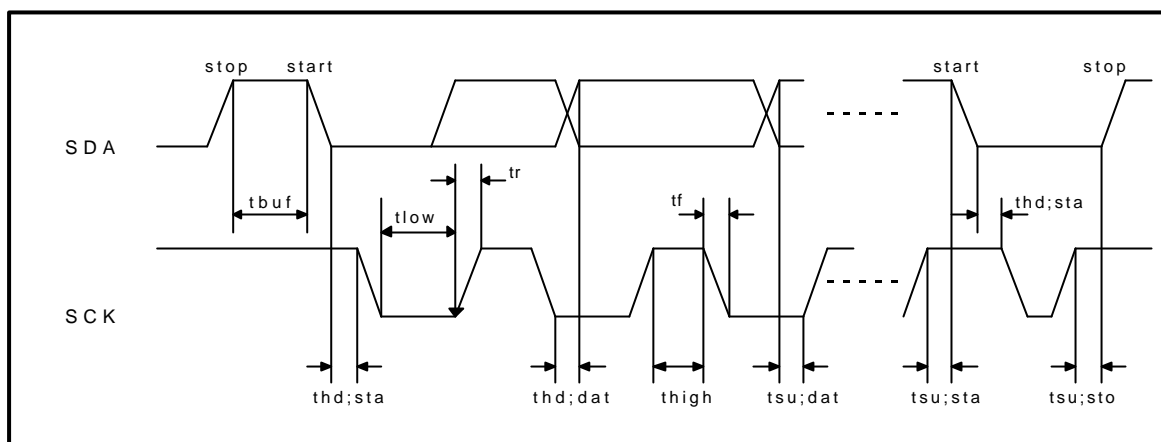 stop start start stop
SDA
tr
tbuf tlow tf thd;sta
SCK
thd;sta thd;dat thigh tsu;dat tsu;sta tsu;sto